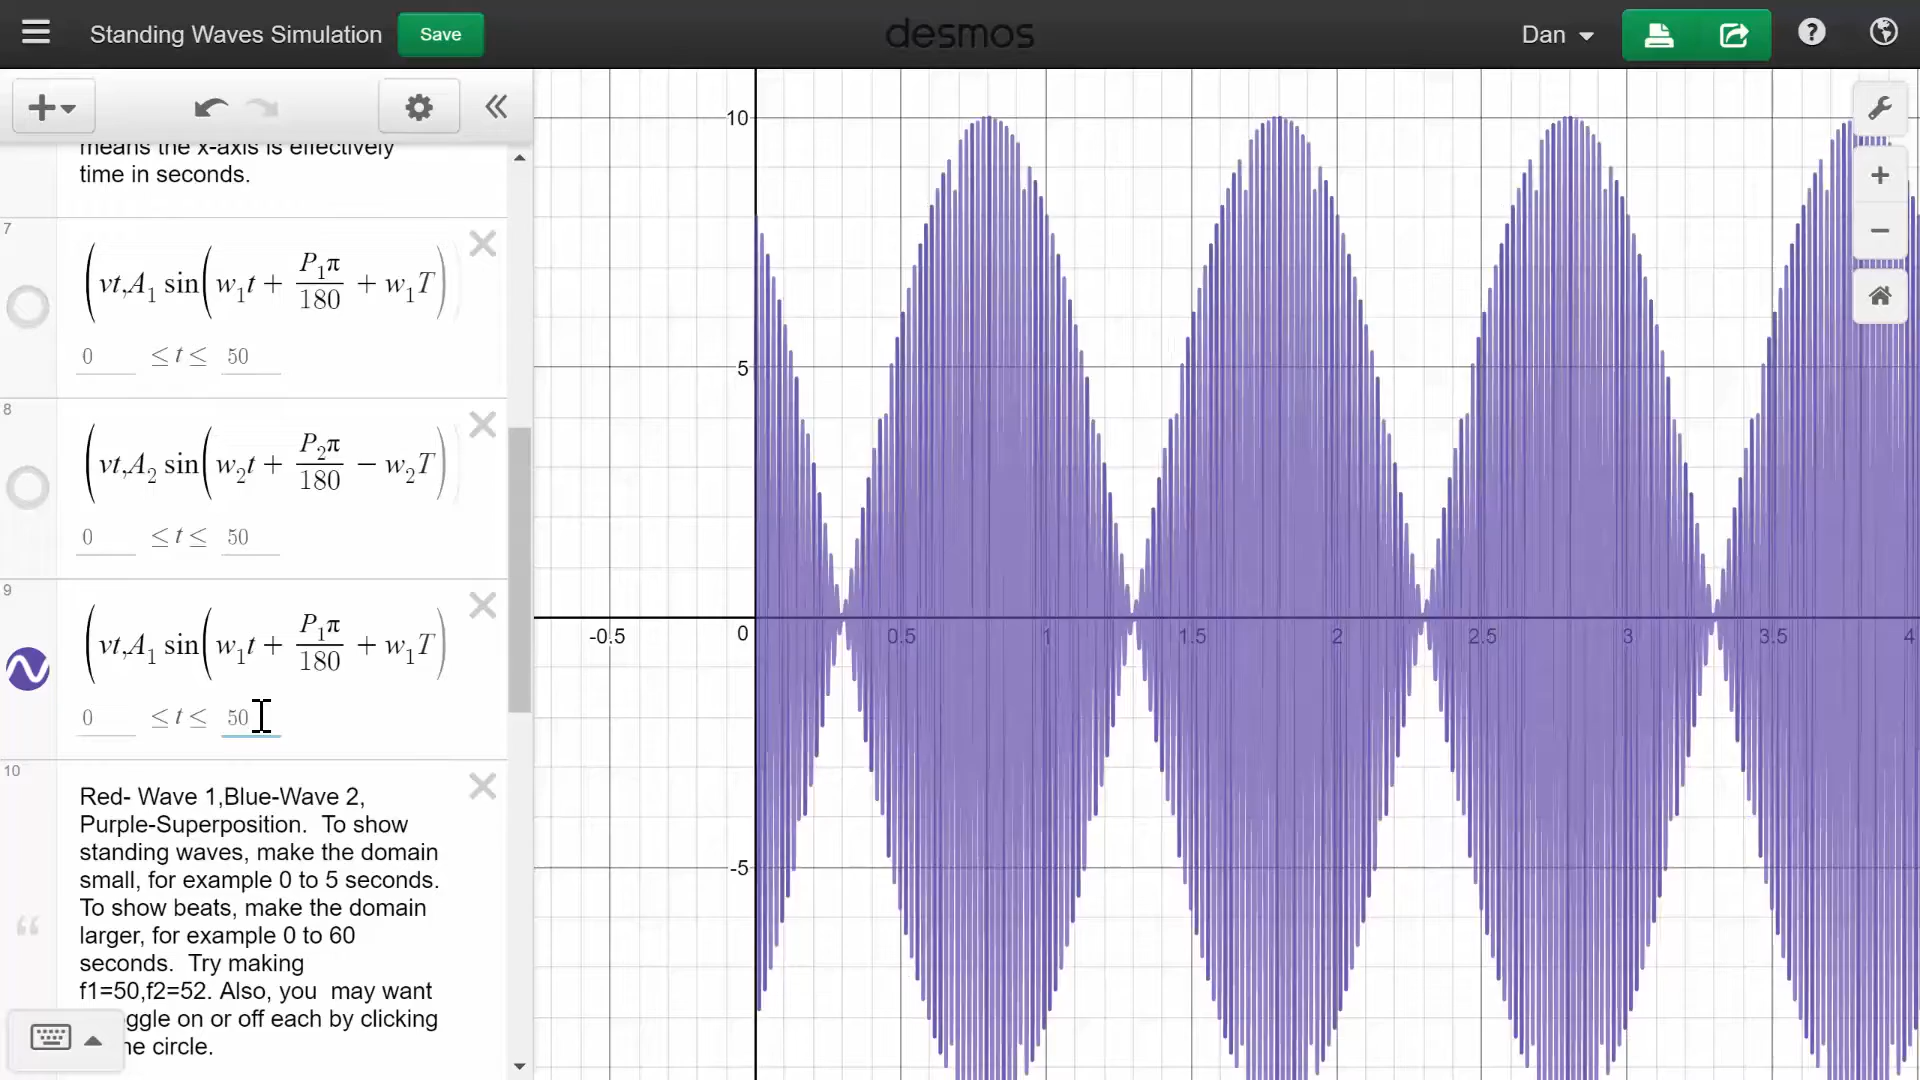 Standing Waves Simulation
Save
desmos
Dan
means the x-axis is effectively
time in seconds.
7
(vt,A₁ sin(w₁t + P₁π/180 + w₁T)
0 ≤ t ≤ 50
8
(vt,A₂ sin(w₂t + P₂π/180 − w₂T)
0 ≤ t ≤ 50
9
(vt,A₁ sin(w₁t + P₁π/180 + w₁T)
0 ≤ t ≤ 50
10
Red- Wave 1,Blue-Wave 2,
Purple-Superposition.  To show
standing waves, make the domain
small, for example 0 to 5 seconds.
To show beats, make the domain
larger, for example 0 to 60
seconds.  Try making
f1=50,f2=52. Also, you  may want
on or off each by clicking
circle.
10
5
-0.5 0 0.5 1 1.5 2 2.5 3 3.5 4
-5